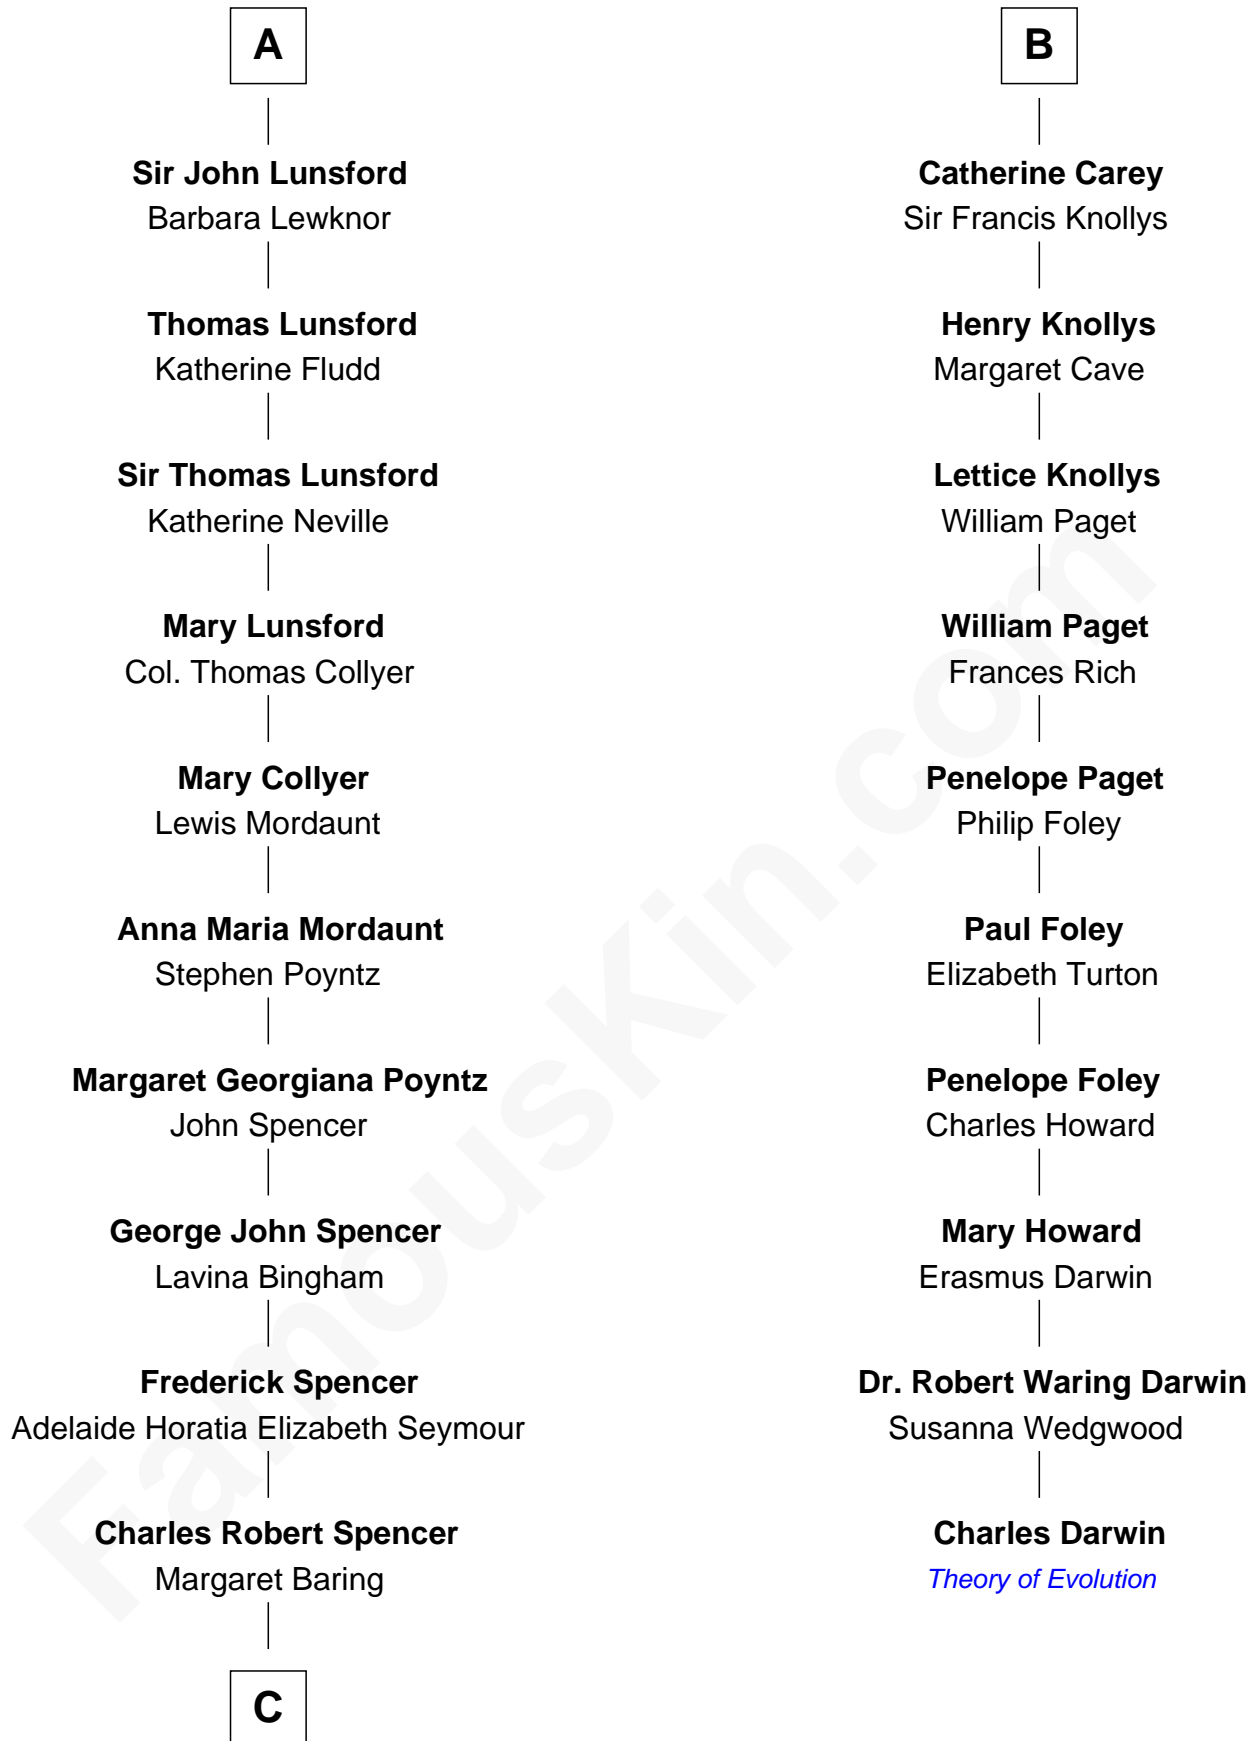 A
Sir John Lunsford
Barbara Lewknor
Thomas Lunsford
Katherine Fludd
Sir Thomas Lunsford
Katherine Neville
Mary Lunsford
Col. Thomas Collyer
Mary Collyer
Lewis Mordaunt
Anna Maria Mordaunt
Stephen Poyntz
Margaret Georgiana Poyntz
John Spencer
George John Spencer
Lavina Bingham
Frederick Spencer
Adelaide Horatia Elizabeth Seymour
Charles Robert Spencer
Margaret Baring
C
B
Catherine Carey
Sir Francis Knollys
Henry Knollys
Margaret Cave
Lettice Knollys
William Paget
William Paget
Frances Rich
Penelope Paget
Philip Foley
Paul Foley
Elizabeth Turton
Penelope Foley
Charles Howard
Mary Howard
Erasmus Darwin
Dr. Robert Waring Darwin
Susanna Wedgwood
Charles Darwin
Theory of Evolution
FamousKin.com